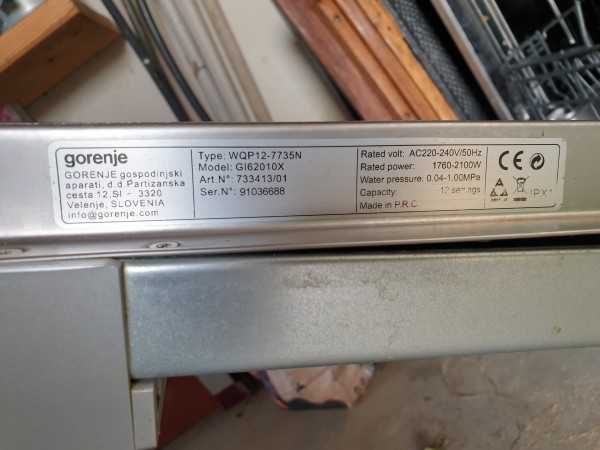 gorenje
GORENJE gospodinjski
aparati, d.d.Partizanska
cesta 12,SI - 3320
Velenje, SLOVENIA
info@gorenje.com
Type: WQP12-7735N
Model: GI62010X
Art N°: 733413/01
Ser.N°: 91036688
Rated volt: AC220-240V/50Hz
Rated power: 1760-2100W
Water pressure: 0.04-1.00MPa
Capacity: 12 settings
Made in P.R.C.
CE
IPX1